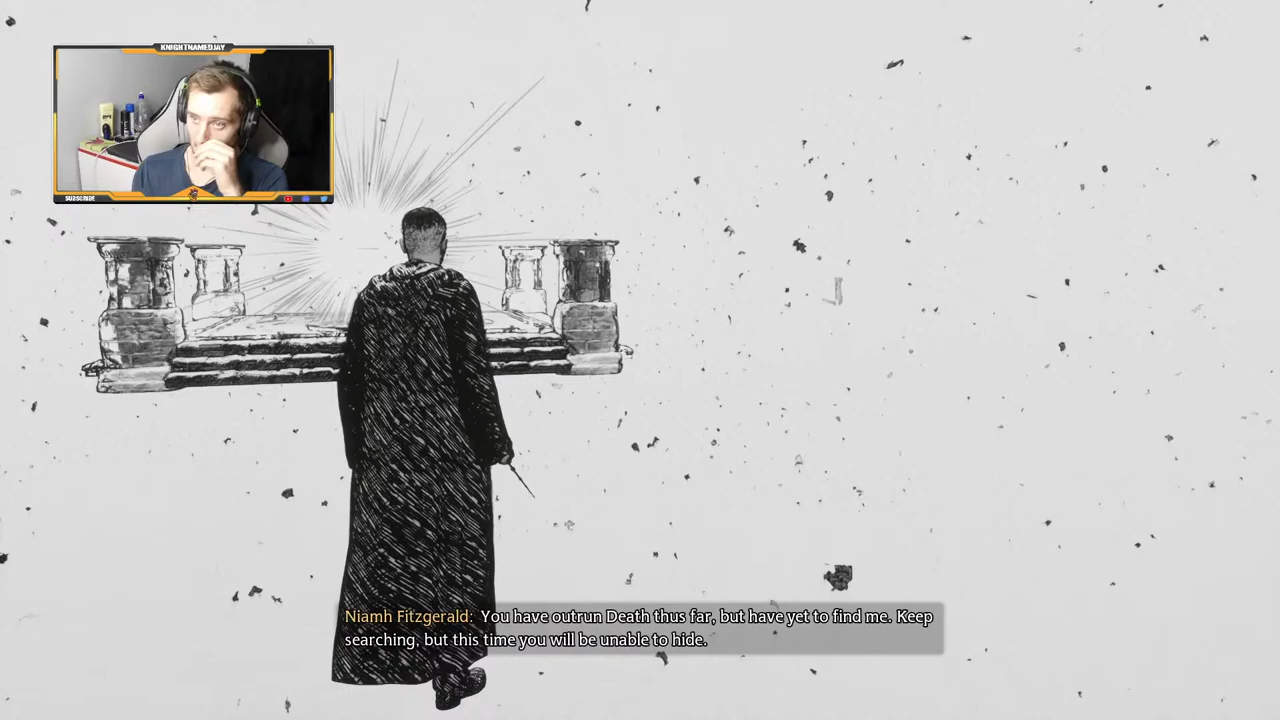 KNIGHTNAMEDJAY
SUBSCRIBE
Niamh Fitzgerald: You have outrun Death thus far, but have yet to find me. Keep
searching, but this time you will be unable to hide.